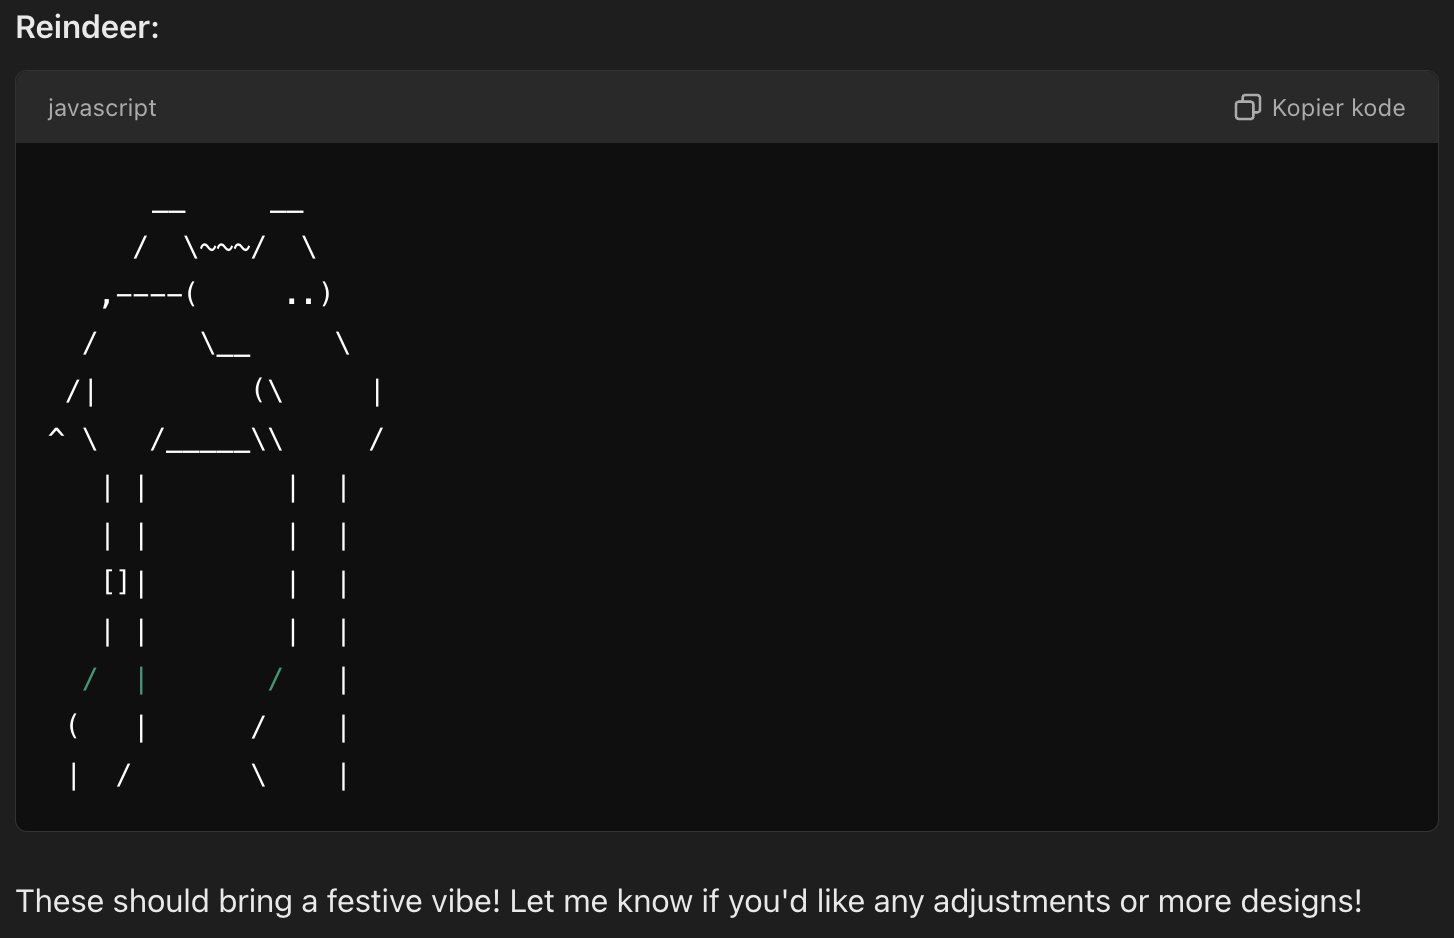 Reindeer:
javascript
Kopier kode
       __     __
      /  \~~~/  \
    ,----(     ..)
   /      \__     \
  /|         (\     |
 ^ \   /_____\\     /
    | |        |  |
    | |        |  |
    []|        |  |
    | |        |  |
   /  |       /   |
  (   |      /    |
  |  /       \    |
These should bring a festive vibe! Let me know if you'd like any adjustments or more designs!